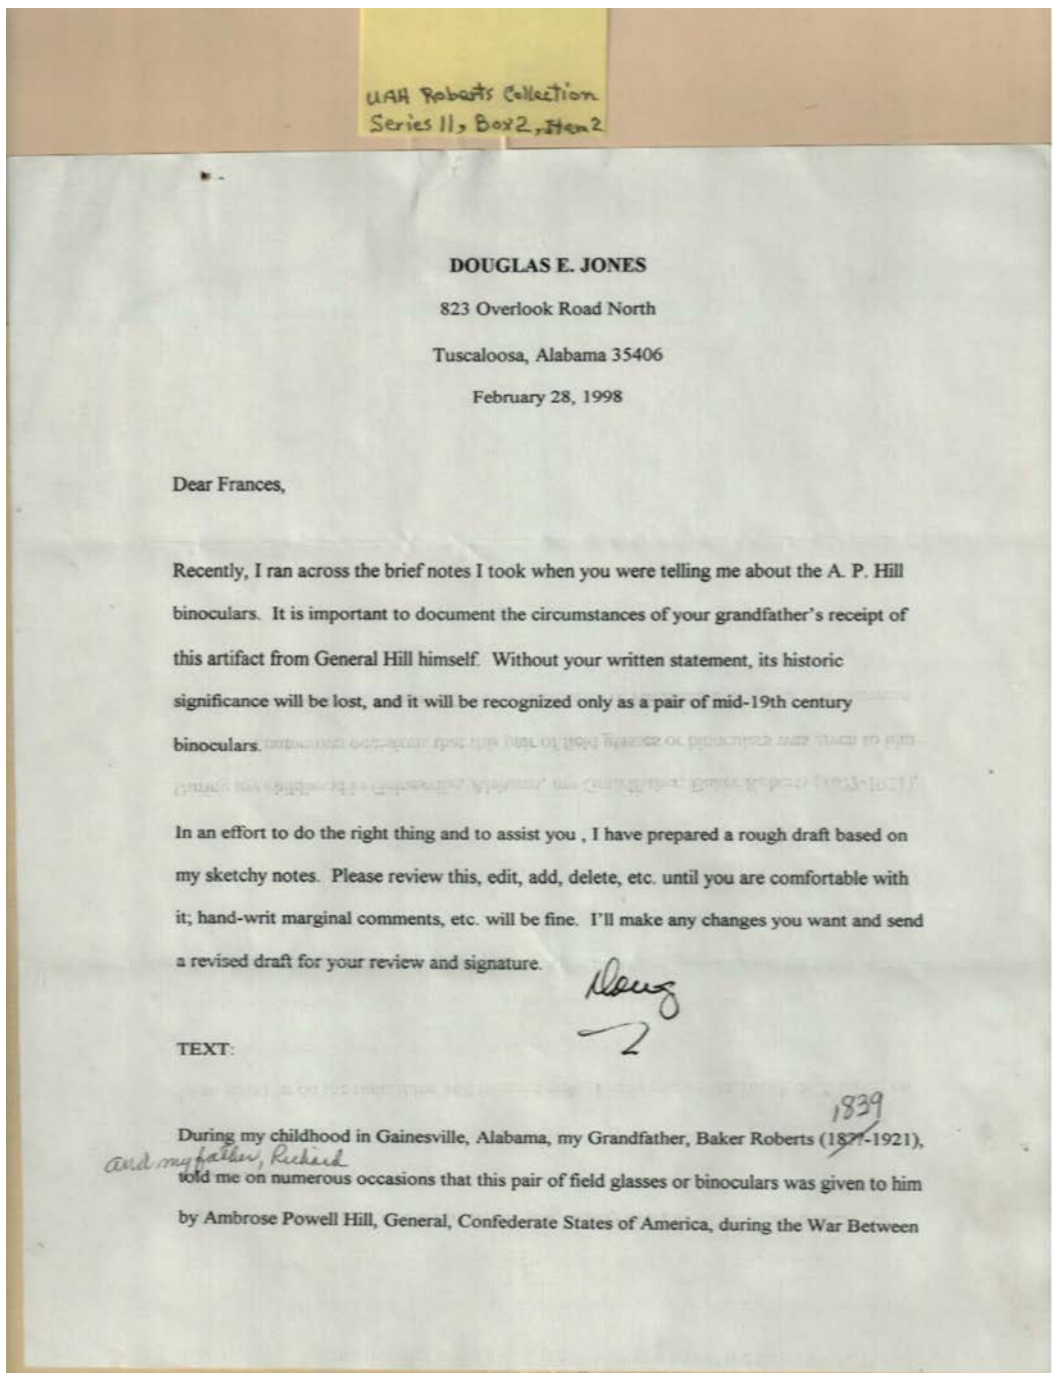 UAH Roberts Collection
Series 11, Box 2, Item 2
DOUGLAS E. JONES
823 Overlook Road North
Tuscaloosa, Alabama 35406
February 28, 1998
Dear Frances,
Recently, I ran across the brief notes I took when you were telling me about the A. P. Hill
binoculars. It is important to document the circumstances of your grandfather's receipt of
this artifact from General Hill himself. Without your written statement, its historic
significance will be lost, and it will be recognized only as a pair of mid-19th century
binoculars.
In an effort to do the right thing and to assist you , I have prepared a rough draft based on
my sketchy notes. Please review this, edit, add, delete, etc. until you are comfortable with
it; hand-writ marginal comments, etc. will be fine. I'll make any changes you want and send
a revised draft for your review and signature.
Doug
TEXT:
1839
During my childhood in Gainesville, Alabama, my Grandfather, Baker Roberts (18??-1921),
and my father, Richard
told me on numerous occasions that this pair of field glasses or binoculars was given to him
by Ambrose Powell Hill, General, Confederate States of America, during the War Between